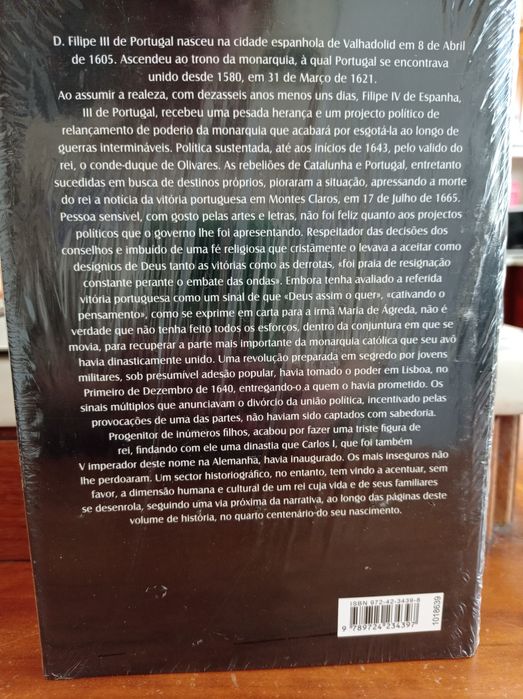 D. Filipe III de Portugal nasceu na cidade espanhola de Valhadolid em 8 de Abril
de 1605. Ascendeu ao trono da monarquia, à qual Portugal se encontrava
unido desde 1580, em 31 de Março de 1621.
Ao assumir a realeza, com dezasseis anos menos uns dias, Filipe IV de Espanha,
III de Portugal, recebeu uma pesada herança e um projecto político de
relançamento de poderio da monarquia que acabará por esgotá-la ao longo de
guerras intermináveis. Política sustentada, até aos inícios de 1643, pelo valido do
rei, o conde-duque de Olivares. As rebeliões de Catalunha e Portugal, entretanto
sucedidas em busca de destinos próprios, pioraram a situação, apressando a morte
do rei a notícia da vitória portuguesa em Montes Claros, em 17 de Julho de 1665.
Pessoa sensível, com gosto pelas artes e letras, não foi feliz quanto aos projectos
políticos que o governo lhe foi apresentando. Respeitador das decisões dos
conselhos e imbuído de uma fé religiosa que cristãmente o levava a aceitar como
desígnios de Deus tanto as vitórias como as derrotas, «foi praia de resignação
constante perante o embate das ondas». Embora tenha avaliado a referida
vitória portuguesa como um sinal de que «Deus assim o quer», «cativando o
pensamento», como se exprime em carta para a irmã Maria de Ágreda, não é
verdade que não tenha feito todos os esforços, dentro da conjuntura em que se
movia, para recuperar a parte mais importante da monarquia católica que seu avô
havia dinasticamente unido. Uma revolução preparada em segredo por jovens
militares, sob presumível adesão popular, havia tomado o poder em Lisboa, no
Primeiro de Dezembro de 1640, entregando-o a quem o havia prometido. Os
sinais múltiplos que anunciavam o divórcio da união política, incentivado pelas
provocações de uma das partes, não haviam sido captados com sabedoria.
Progenitor de inúmeros filhos, acabou por fazer uma triste figura de
rei, findando com ele uma dinastia que Carlos I, que foi também
V imperador deste nome na Alemanha, havia inaugurado. Os mais inseguros não
lhe perdoaram. Um sector historiográfico, no entanto, tem vindo a acentuar, sem
favor, a dimensão humana e cultural de um rei cuja vida e de seus familiares
se desenrola, seguindo uma via próxima da narrativa, ao longo das páginas deste
volume de história, no quarto centenário do seu nascimento.
ISBN 972-42-3439-8
9 789724 234397
1018639